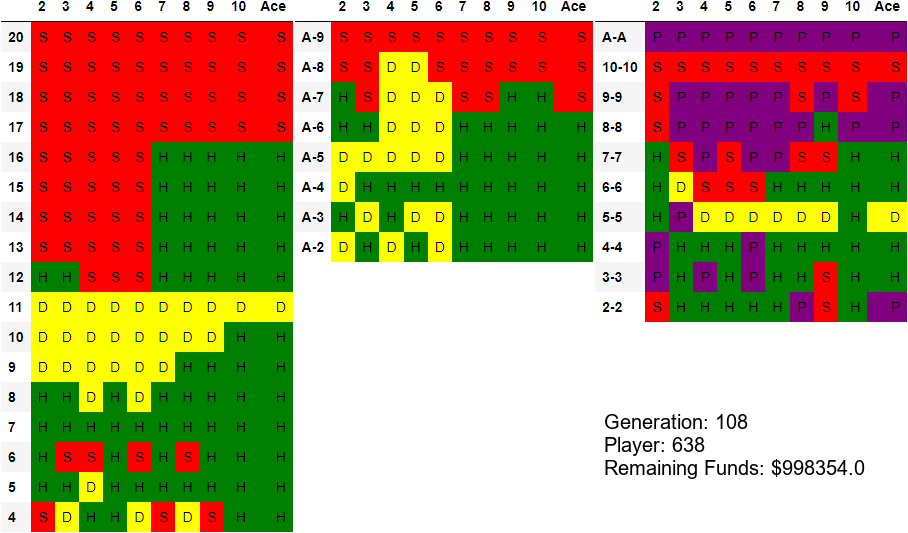 2 3 4 5 6 7 8 9 10 Ace
20 S S S S S S S S S S
19 S S S S S S S S S S
18 S S S S S S S S S S
17 S S S S S S S S S S
16 S S S S S H H H H H
15 S S S S S H H H H H
14 S S S S S H H H H H
13 S S S S S H H H H H
12 H H S S S H H H H H
11 D D D D D D D D D D
10 D D D D D D D D H H
9 D D D D D D H H H H
8 H H D H D H H H H H
7 H H H H H H H H H H
6 H S S H S H S H H H
5 H H D H H H H H H H
4 S D H H D S D S H H
2 3 4 5 6 7 8 9 10 Ace
A-9 S S S S S S S S S S
A-8 S S D D S S S S S S
A-7 H S D D D S S H H S
A-6 H H D D D H H H H H
A-5 D D D D D H H H H H
A-4 D H H H H H H H H H
A-3 H D H D D H H H H H
A-2 D H D H D H H H H H
2 3 4 5 6 7 8 9 10 Ace
A-A P P P P P P P P P P
10-10 S S S S S S S S S S
9-9 S P P P P P S P S P
8-8 S P P P P P P H P P
7-7 H S P S P P S S H H
6-6 H D S S S H H H H H
5-5 H P D D D D D D H D
4-4 P H H H P H H H H H
3-3 P H P H P H H S H H
2-2 S H H H H H P S H P
Generation: 108
Player: 638
Remaining Funds: $998354.0